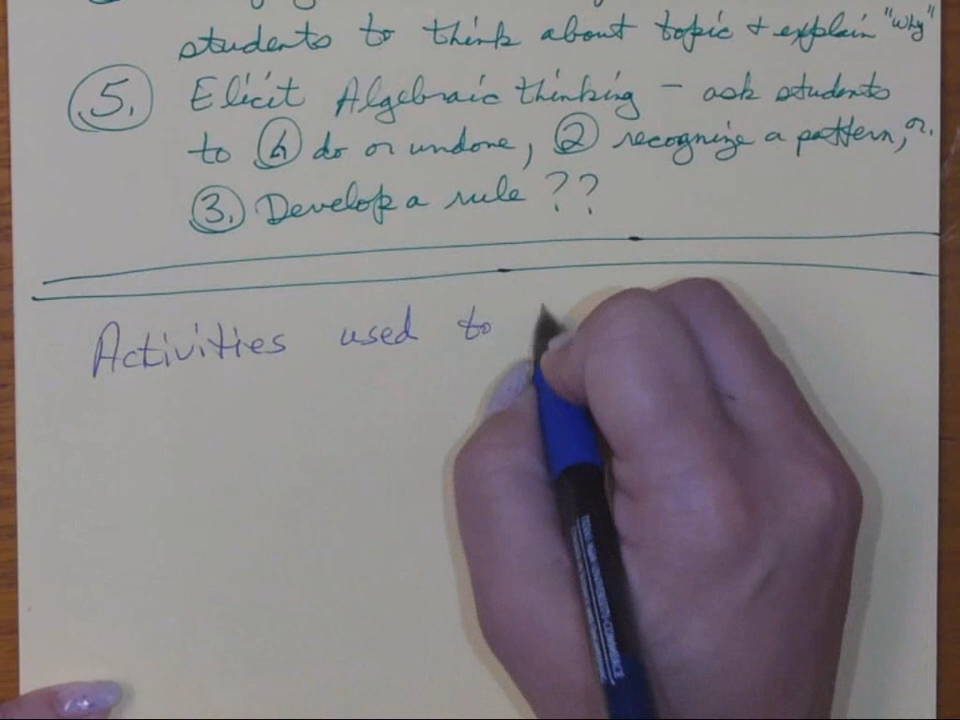 students to think about topic + explain "why"
5. Elicit Algebraic thinking - ask students
to ① do or undone, ② recognize a pattern, or
3. Develop a rule ??
Activities used to